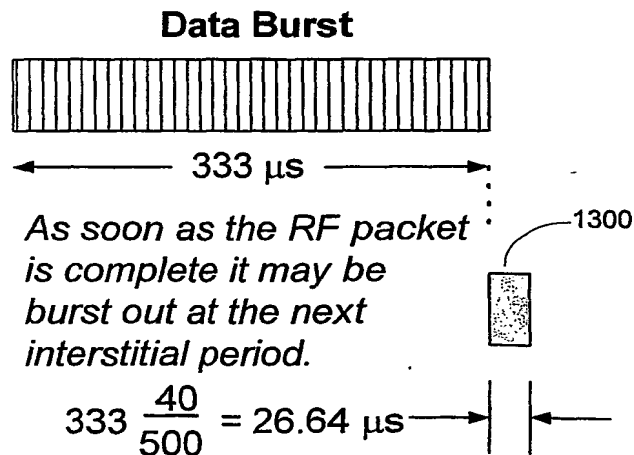 Data Burst
333 μs
As soon as the RF packet
is complete it may be
burst out at the next
interstitial period.
1300
333 40/500 = 26.64 μs